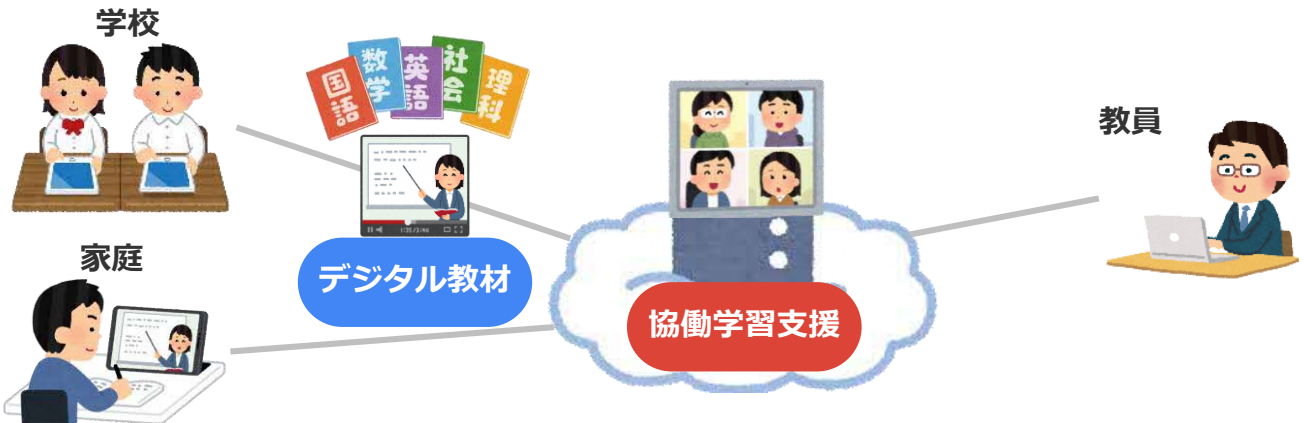 学校
国語
数学
英語
社会
理科
教員
家庭
デジタル教材
協働学習支援